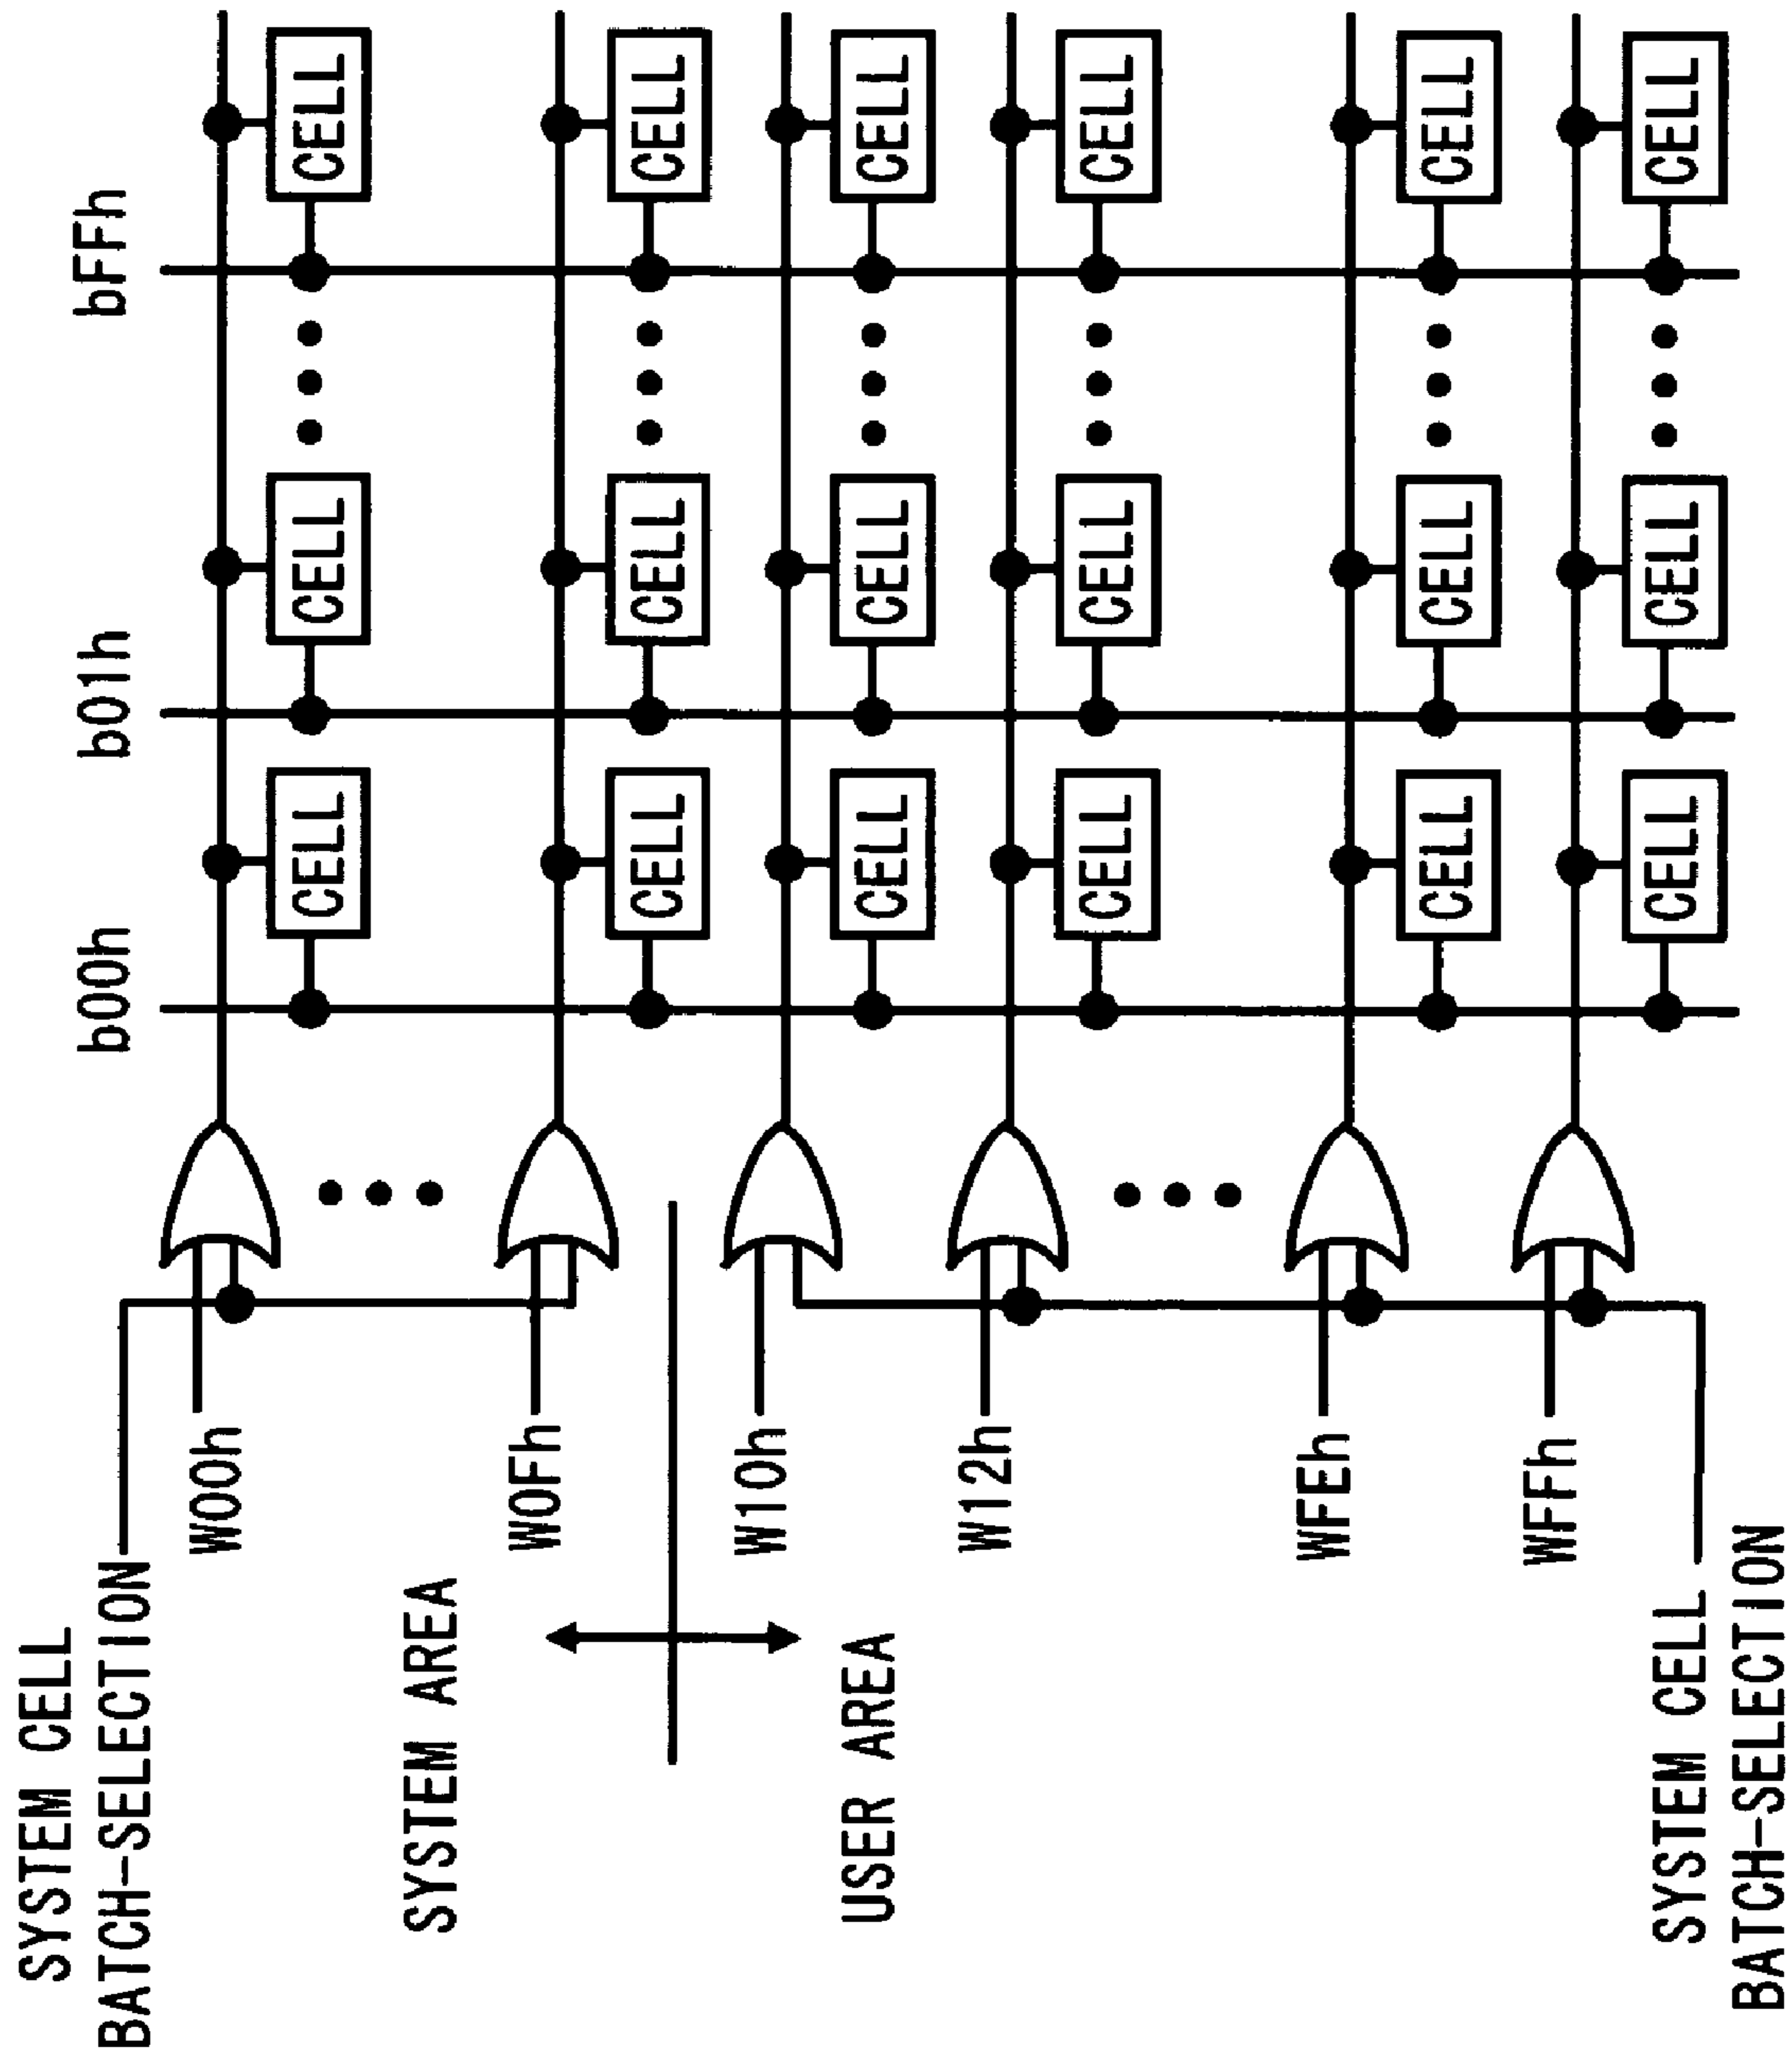 SYSTEM CELL
BATCH-SELECTION
b00h
b01h
bFFh
W00h
CELL
CELL
CELL
SYSTEM AREA
W0Fh
CELL
CELL
CELL
W10h
USER AREA
CELL
CELL
CELL
W12h
CELL
CELL
CELL
WFEh
CELL
CELL
CELL
WFFh
CELL
CELL
CELL
SYSTEM CELL
BATCH-SELECTION